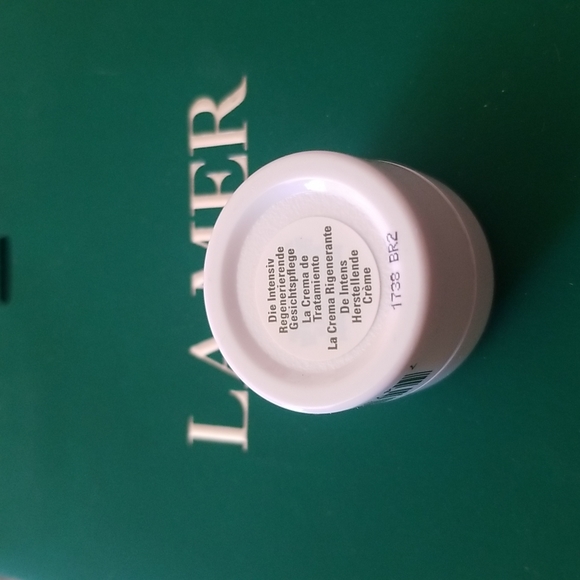 LA MER
Die Intensiv
Regenerierende
Gesichtspflege
La Crema de
Tratamiento
La Crema Rigenerante
De Intens
Herstellende
Crème
1738 BR2